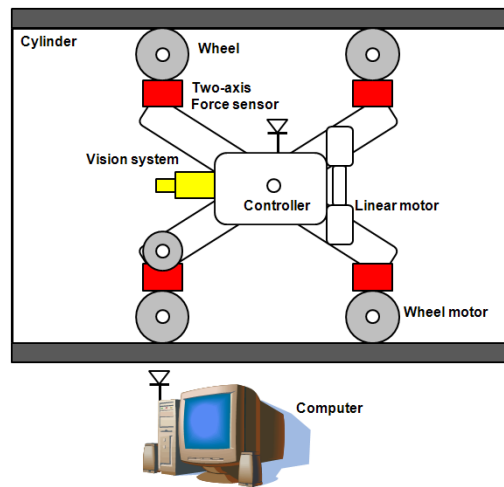 Cylinder
Wheel
Two-axis
Force sensor
Vision system
Controller
Linear motor
Wheel motor
Computer